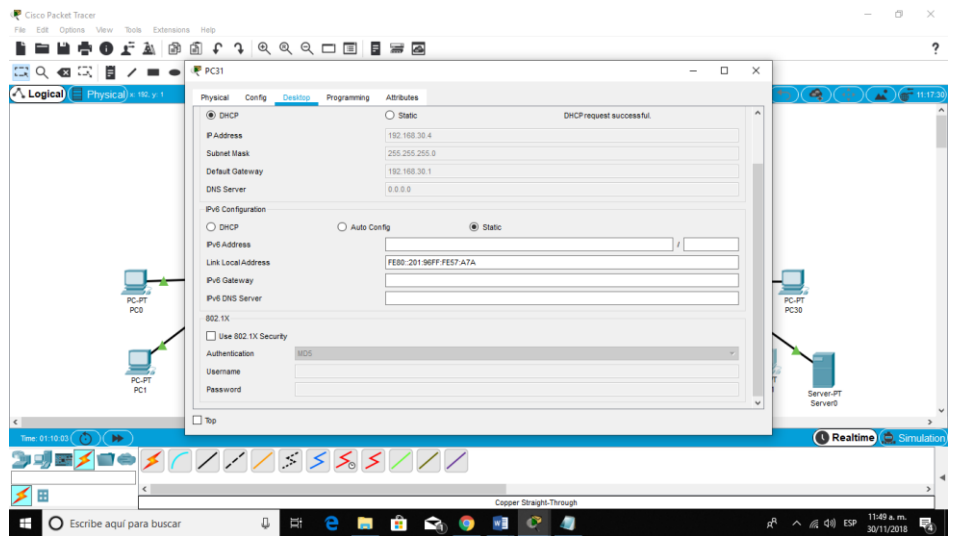 Cisco Packet Tracer
File Edit Options View Tools Extensions Help
?
PC31
Logical Physical x: 192, y: 1
11:17:30
Physical Config Desktop Programming Attributes
DHCP Static DHCP request successful.
IP Address 192.168.30.4
Subnet Mask 255.255.255.0
Default Gateway 192.168.30.1
DNS Server 0.0.0.0
IPv6 Configuration
DHCP Auto Config Static
IPv6 Address /
Link Local Address FE80::201:96FF:FE57:A7A
IPv6 Gateway
IPv6 DNS Server
802.1X
Use 802.1X Security
Authentication MD5
Username
Password
Top
PC-PT
PC0
PC-PT
PC1
PC-PT
PC30
Server-PT
Server0
Time: 01:10:03
Realtime Simulation
Copper Straight-Through
Escribe aquí para buscar
ESP
11:49 a. m.
30/11/2018